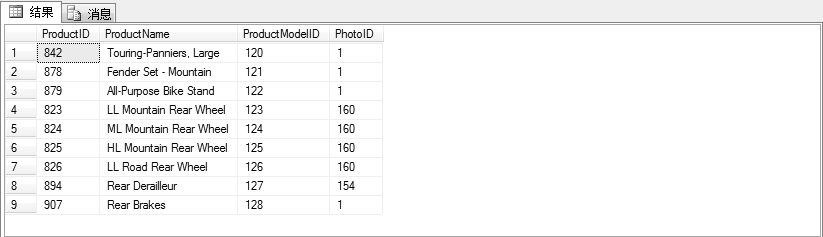 结果 消息
ProductID ProductName ProductModelID PhotoID
1 842 Touring-Panniers, Large 120 1
2 878 Fender Set - Mountain 121 1
3 879 All-Purpose Bike Stand 122 1
4 823 LL Mountain Rear Wheel 123 160
5 824 ML Mountain Rear Wheel 124 160
6 825 HL Mountain Rear Wheel 125 160
7 826 LL Road Rear Wheel 126 160
8 894 Rear Derailleur 127 154
9 907 Rear Brakes 128 1